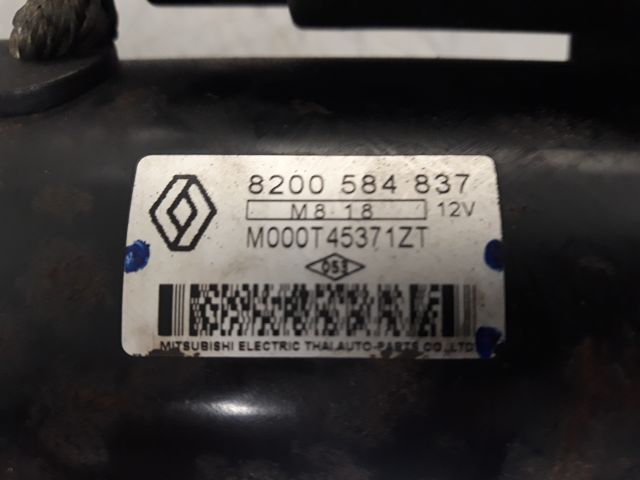 8200 584 837
M8 18 12V
M000T45371ZT
053
MITSUBISHI ELECTRIC THAI AUTO-PARTS CO.,LTD